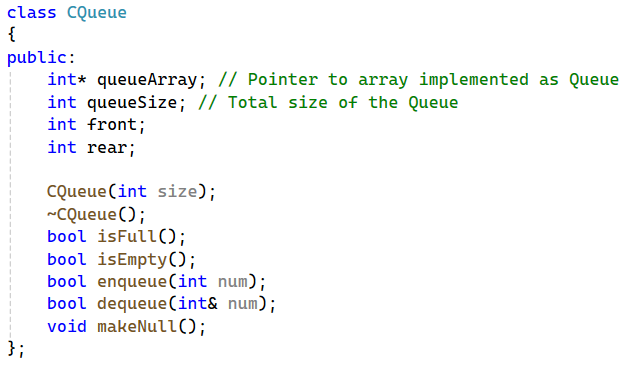 class CQueue
{
public:
    int* queueArray; // Pointer to array implemented as Queue
    int queueSize; // Total size of the Queue
    int front;
    int rear;

    CQueue(int size);
    ~CQueue();
    bool isFull();
    bool isEmpty();
    bool enqueue(int num);
    bool dequeue(int& num);
    void makeNull();
};